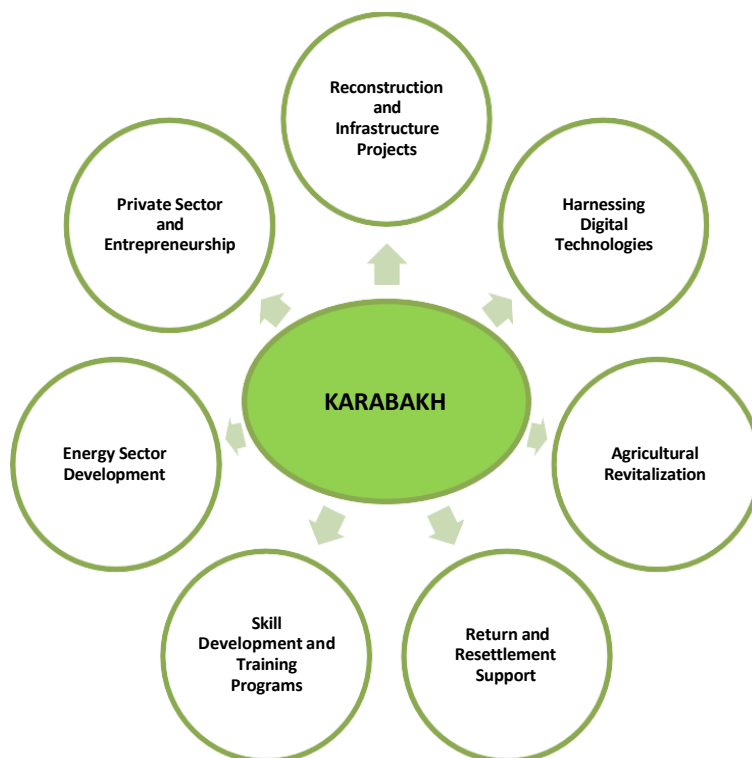 Reconstruction
and
Infrastructure
Projects
Private Sector
and
Entrepreneurship
Harnessing
Digital
Technologies
KARABAKH
Energy Sector
Development
Agricultural
Revitalization
Skill
Development and
Training
Programs
Return and
Resettlement
Support